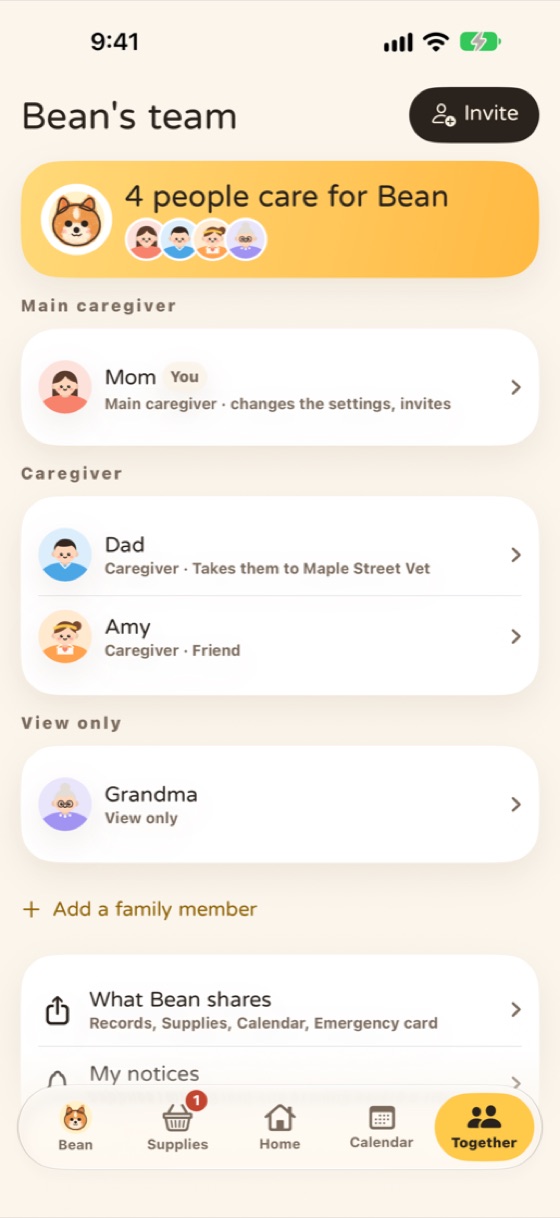 9:41
Bean's team
Invite
4 people care for Bean
Main caregiver
Mom You
Main caregiver · changes the settings, invites
Caregiver
Dad
Caregiver · Takes them to Maple Street Vet
Amy
Caregiver · Friend
View only
Grandma
View only
+ Add a family member
What Bean shares
Records, Supplies, Calendar, Emergency card
My notices
1
Bean
Supplies
Home
Calendar
Together